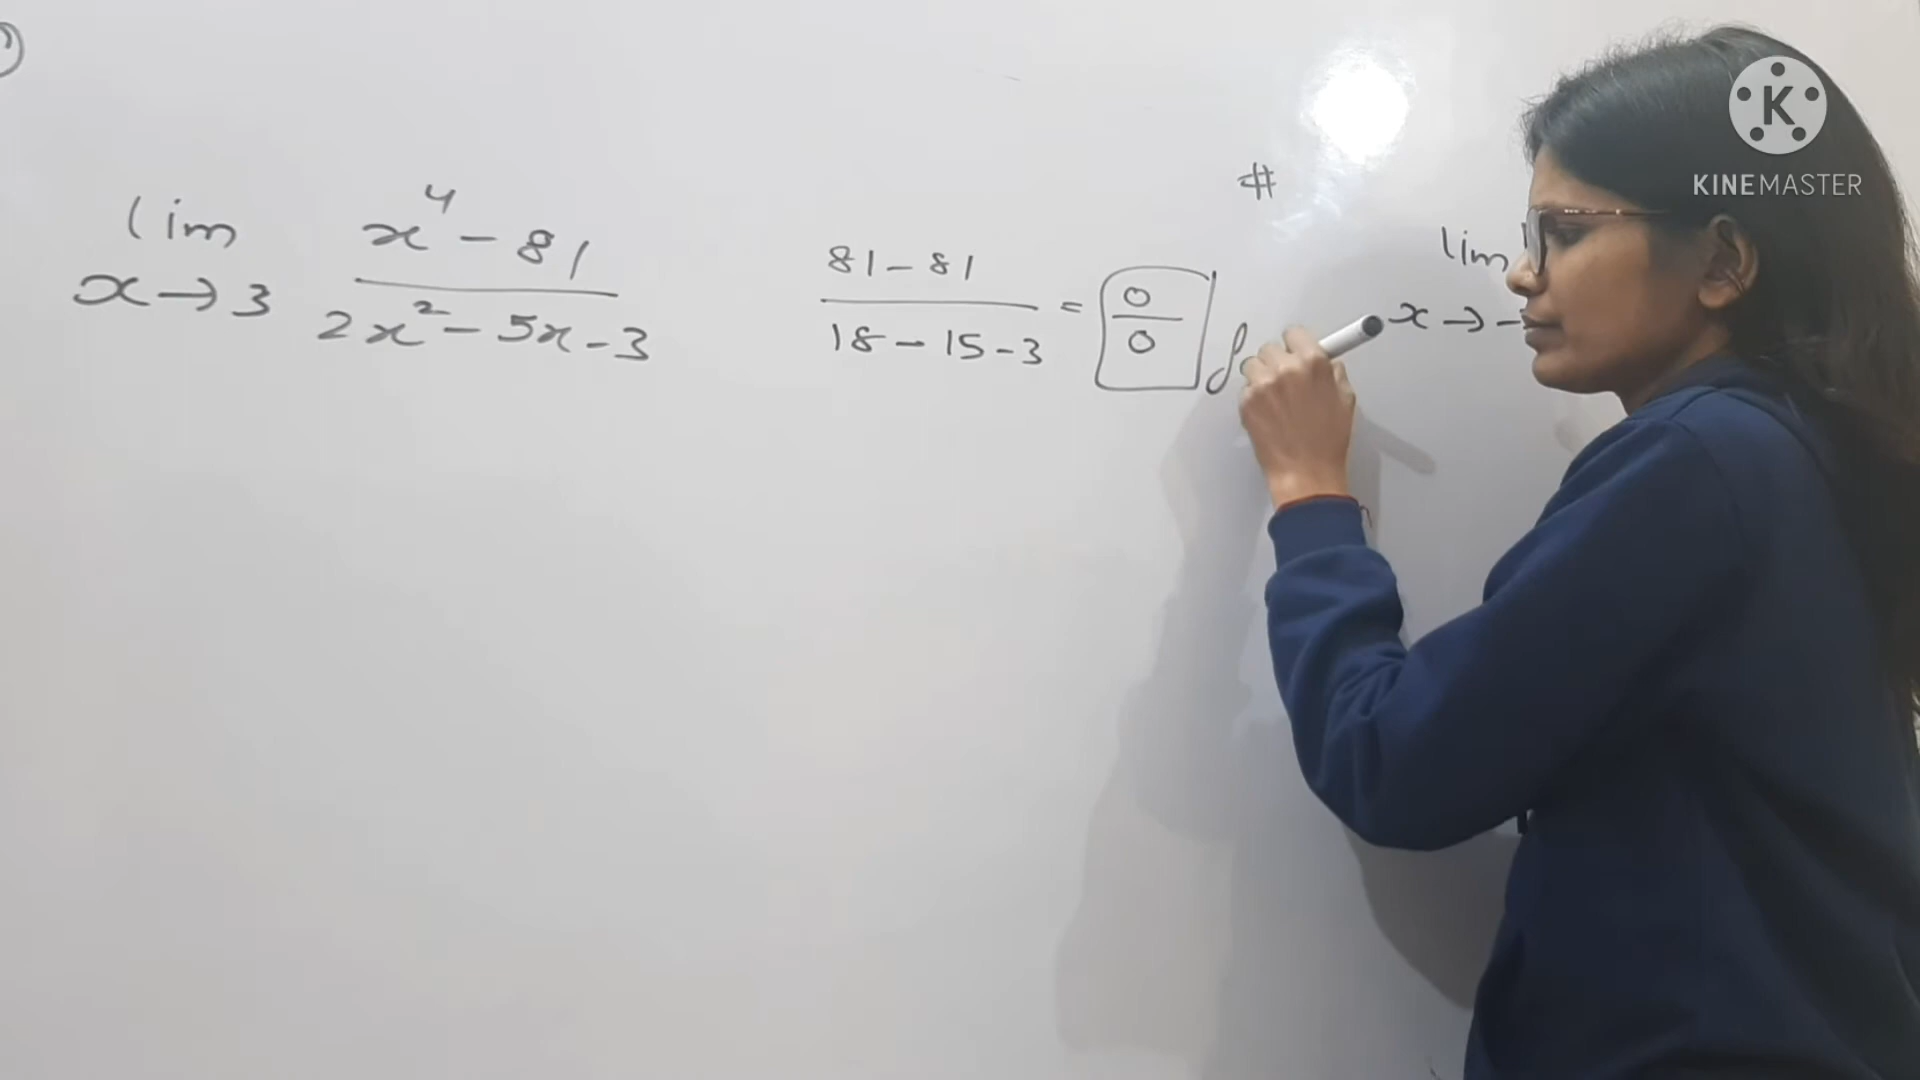 lim x⁴ - 81
x→3 2x² - 5x - 3
81 - 81
18 - 15 - 3
= 0
0
#
lim
x → -
K
KINEMASTER